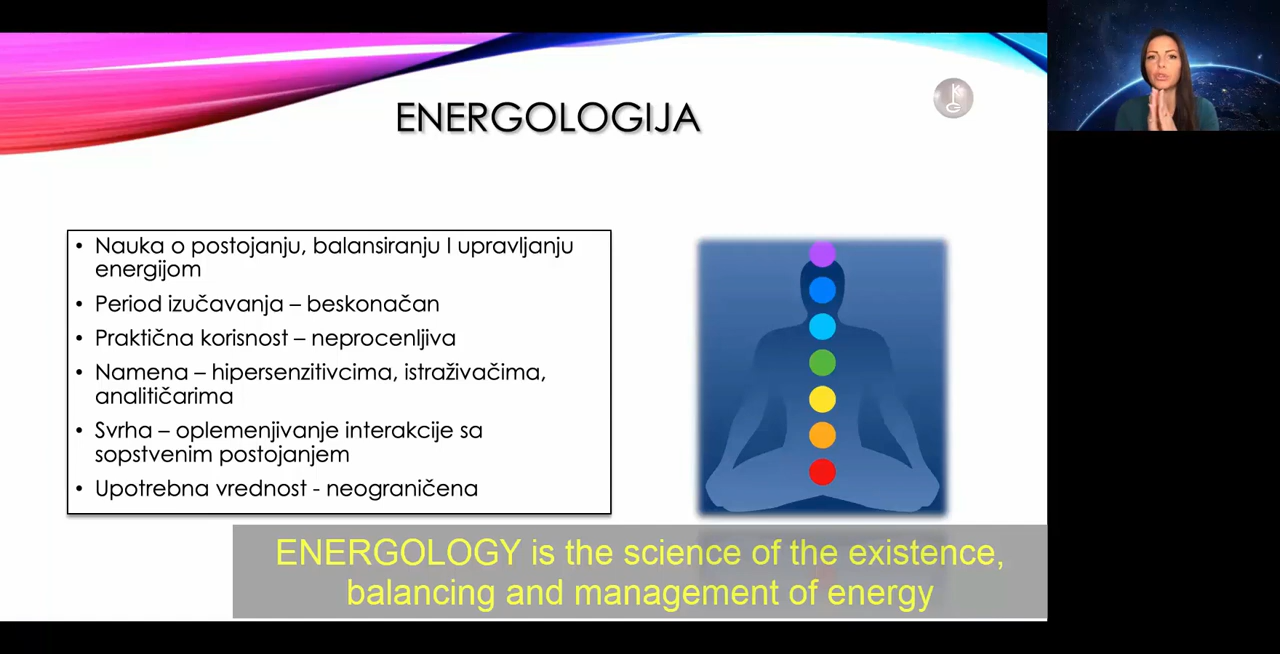 ENERGOLOGIJA
K
G
• Nauka o postojanju, balansiranju I upravljanju
energijom
• Period izučavanja – beskonačan
• Praktična korisnost – neprocenljiva
• Namena – hipersenzitivcima, istraživačima,
analitičarima
• Svrha – oplemenjivanje interakcije sa
sopstvenim postojanjem
• Upotrebna vrednost - neograničena
ENERGOLOGY is the science of the existence,
balancing and management of energy